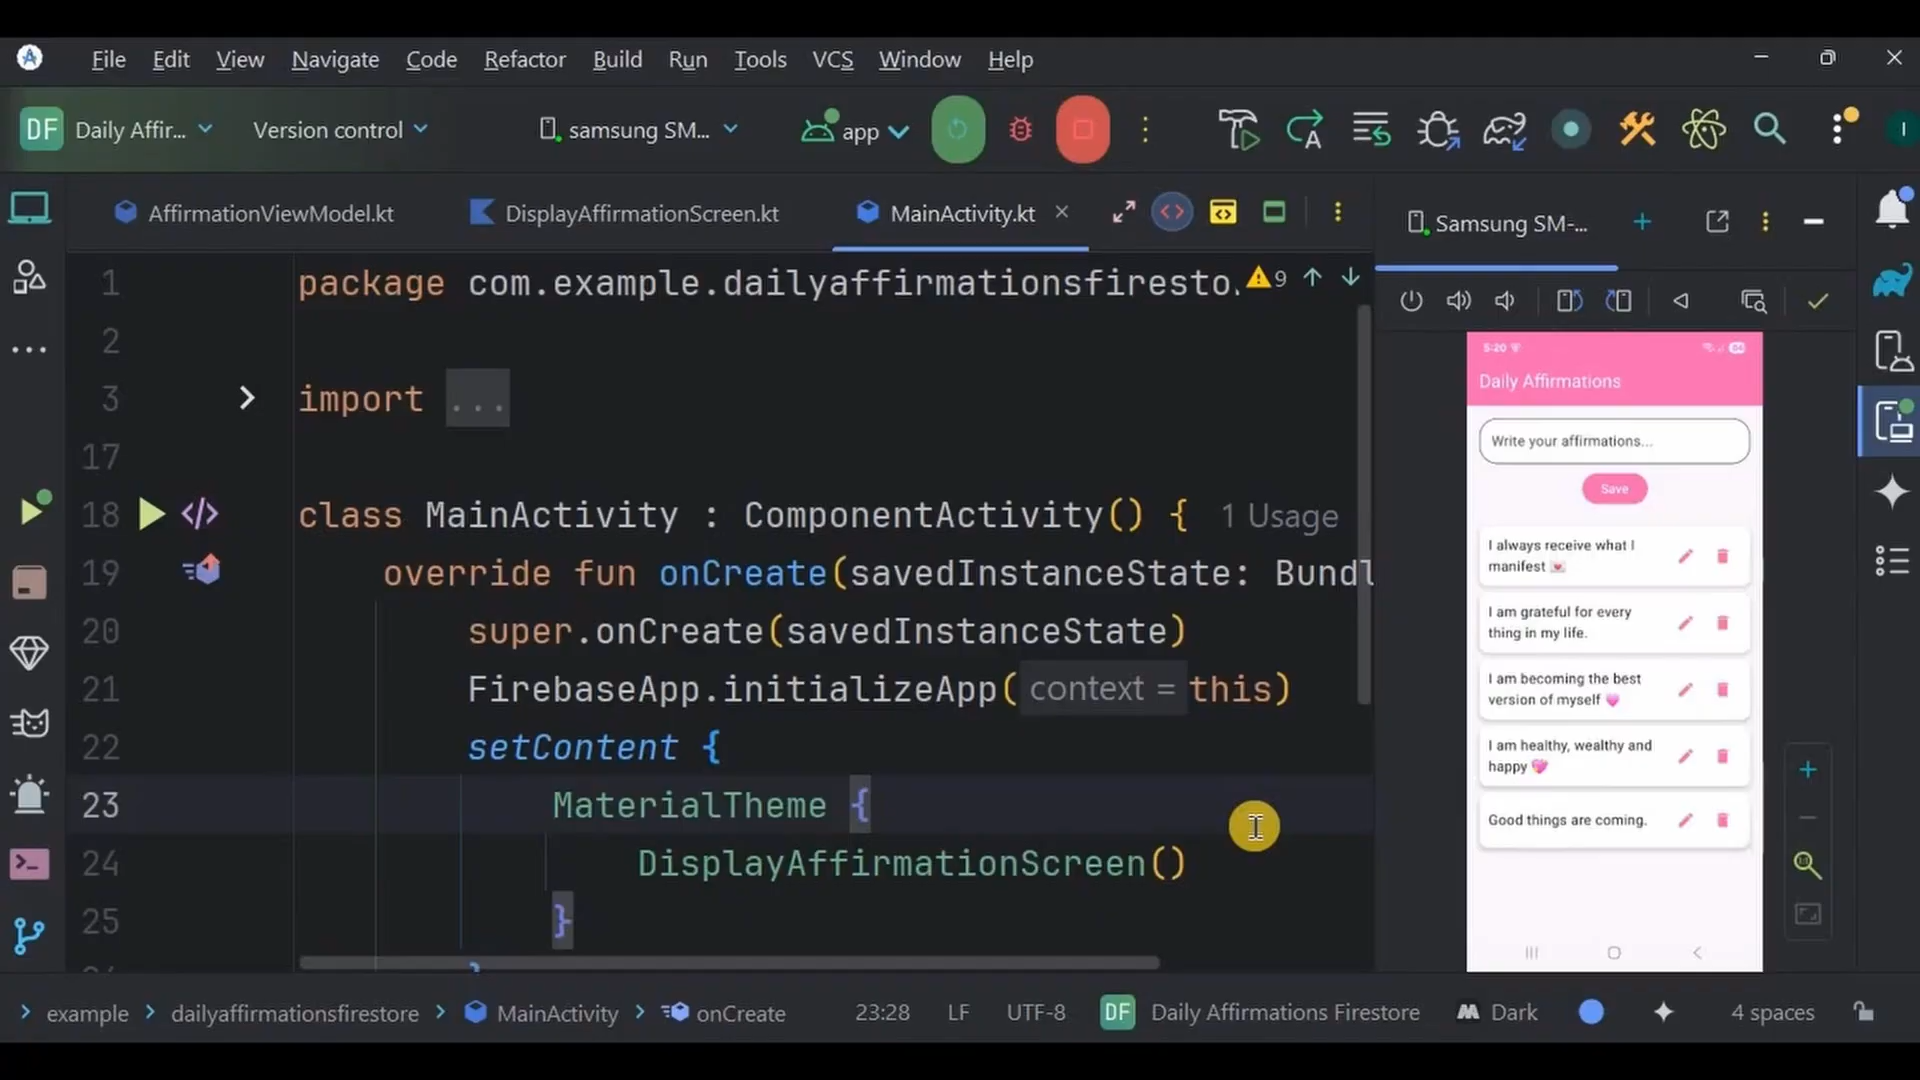 File Edit View Navigate Code Refactor Build Run Tools VCS Window Help
DF Daily Affir... Version control samsung SM... app I
AffirmationViewModel.kt DisplayAffirmationScreen.kt MainActivity.kt Samsung SM-...
1 package com.example.dailyaffirmationsfiresto. 9
2
3 import ...
17
18 class MainActivity : ComponentActivity() { 1 Usage
19 override fun onCreate(savedInstanceState: Bundl
20 super.onCreate(savedInstanceState)
21 FirebaseApp.initializeApp( context = this)
22 setContent {
23 MaterialTheme {
24 DisplayAffirmationScreen()
25 }
}
5:20
Daily Affirmations
Write your affirmations...
Save
I always receive what I
manifest 💌
I am grateful for every
thing in my life.
I am becoming the best
version of myself 💗
I am healthy, wealthy and
happy 💖
Good things are coming.
example dailyaffirmationsfirestore MainActivity onCreate 23:28 LF UTF-8 DF Daily Affirmations Firestore Dark 4 spaces